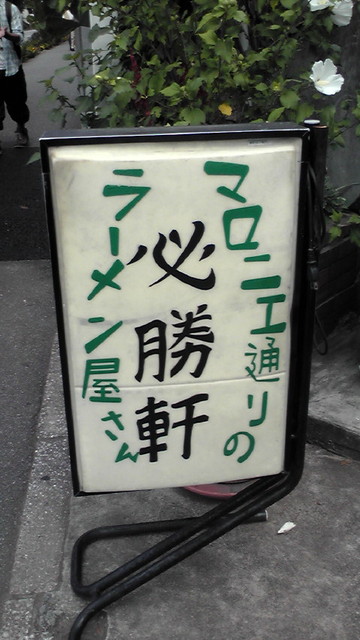 マロニエ通りの
必勝軒
ラーメン屋さん